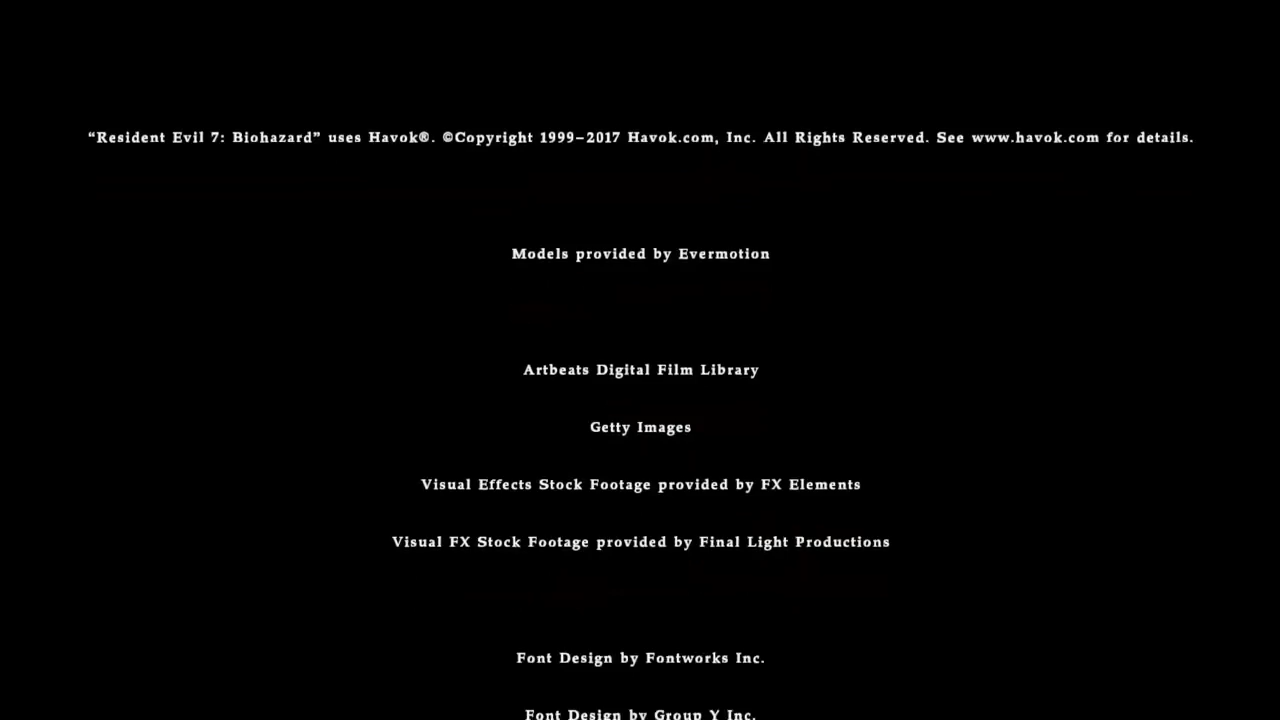 “Resident Evil 7: Biohazard” uses Havok®. ©Copyright 1999–2017 Havok.com, Inc. All Rights Reserved. See www.havok.com for details.
Models provided by Evermotion
Artbeats Digital Film Library
Getty Images
Visual Effects Stock Footage provided by FX Elements
Visual FX Stock Footage provided by Final Light Productions
Font Design by Fontworks Inc.
Font Design by Group Y Inc.